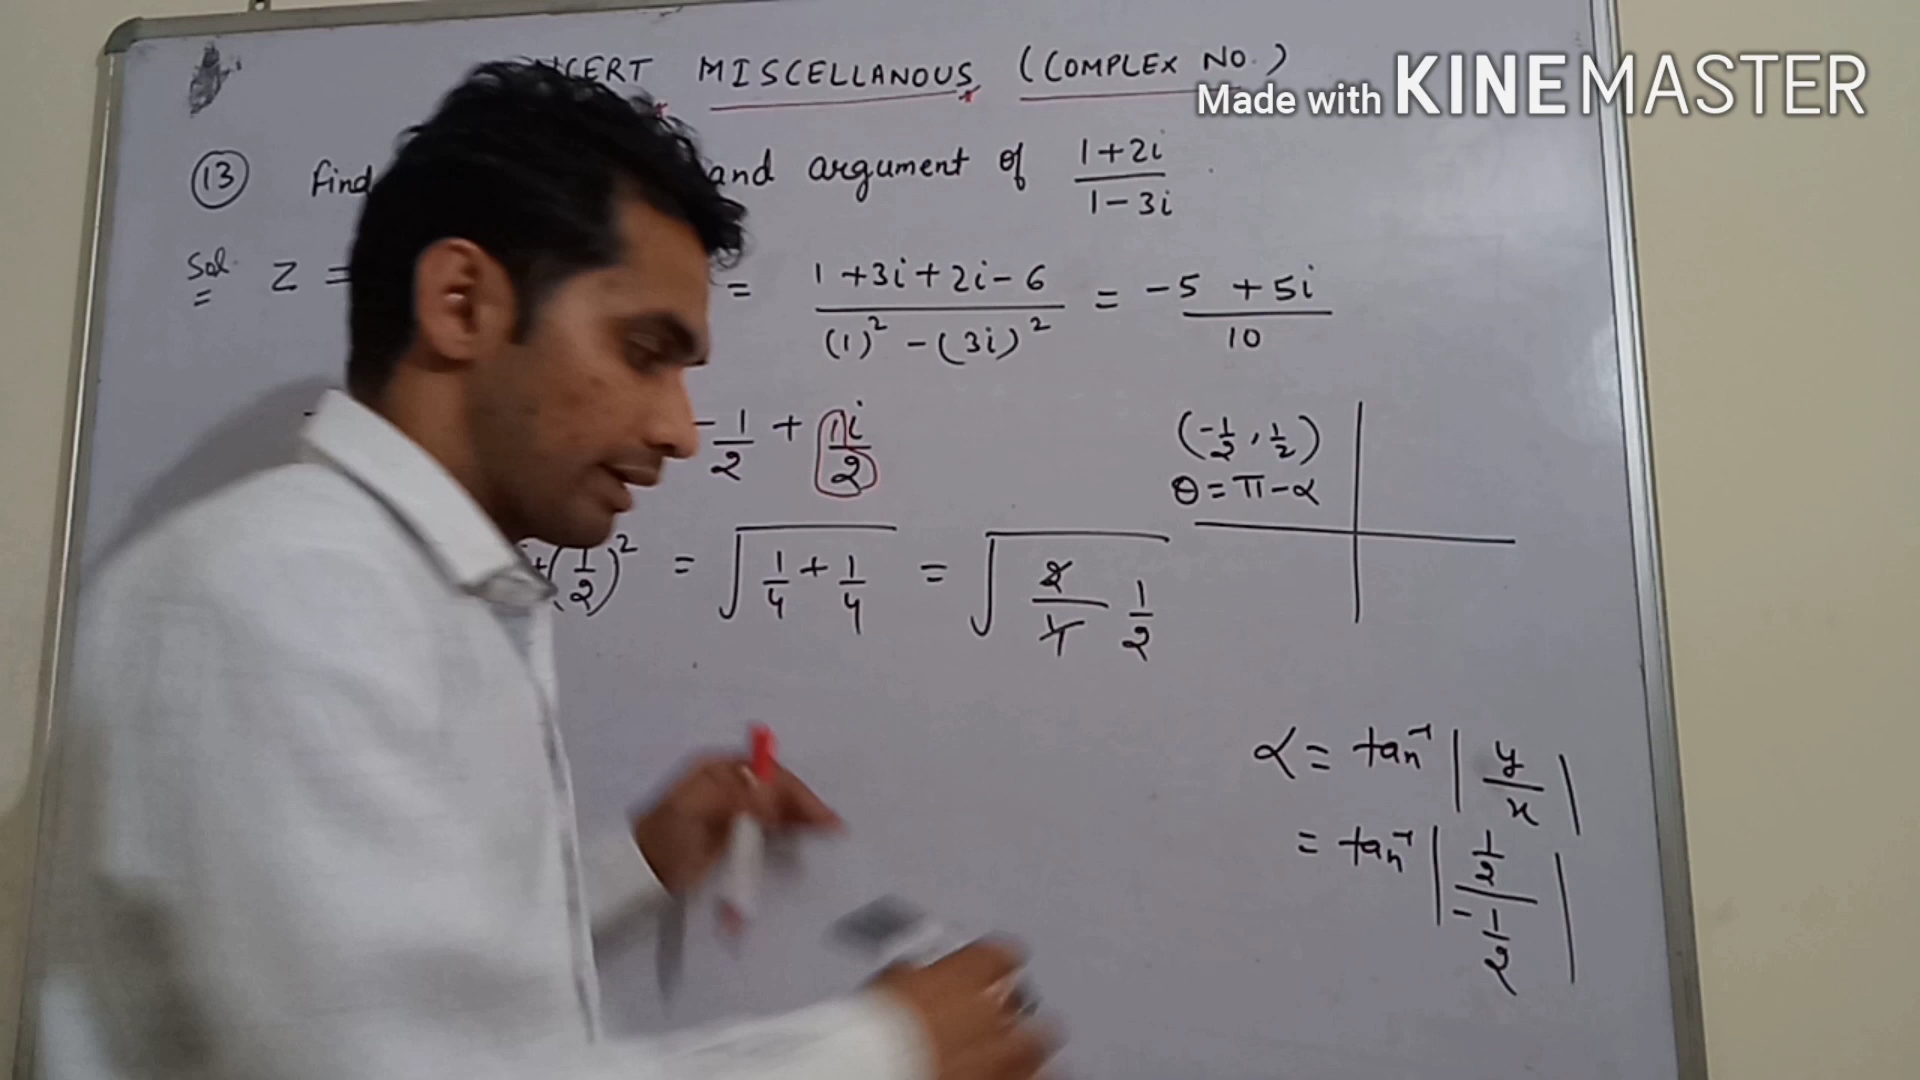 NCERT MISCELLANOUS (COMPLEX NO.)
Made with KINEMASTER
(13) find and argument of (1+2i)/(1-3i)
Sol. z = = (1+3i+2i-6)/((1)² - (3i)²) = (-5 +5i)/10
-1/2 + 1i/2
(-1/2, 1/2)
θ = π-α
+(1/2)² = √(1/4 + 1/4) = √(2/4 1/2)
α = tan⁻¹ | y/x |
= tan⁻¹ | (1/2)/(-1/2) |